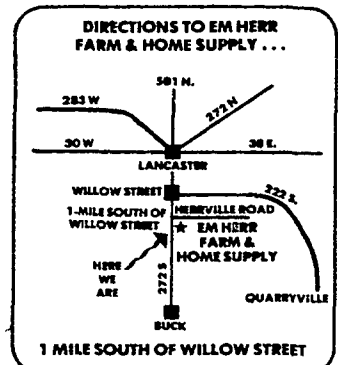 DIRECTIONS TO EM HERR
FARM & HOME SUPPLY . . .
501 N.
283 W
272 N
30 W
30 E.
LANCASTER
WILLOW STREET
222 S.
1-MILE SOUTH OF
WILLOW STREET
HERRVILLE ROAD
★ EM HERR
FARM &
HOME SUPPLY
HERE
WE
ARE
272 S.
QUARRYVILLE
BUCK
1 MILE SOUTH OF WILLOW STREET